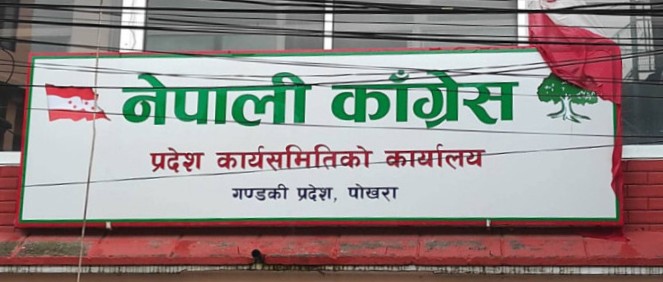 नेपाली काँग्रेस
प्रदेश कार्यसमितिको कार्यालय
गण्डकी प्रदेश, पोखरा